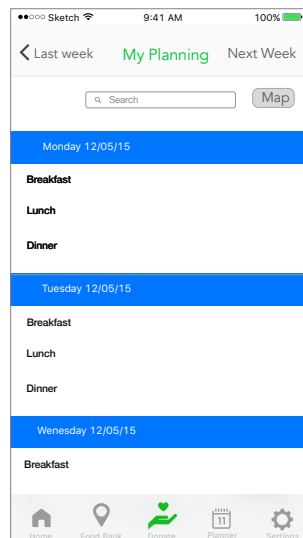 Sketch 9:41 AM 100%
Last week My Planning Next Week
Search Map
Monday 12/05/15
Breakfast
Lunch
Dinner
Tuesday 12/05/15
Breakfast
Lunch
Dinner
Wenesday 12/05/15
Breakfast
11
Home Food Bank Donate Planner Settings